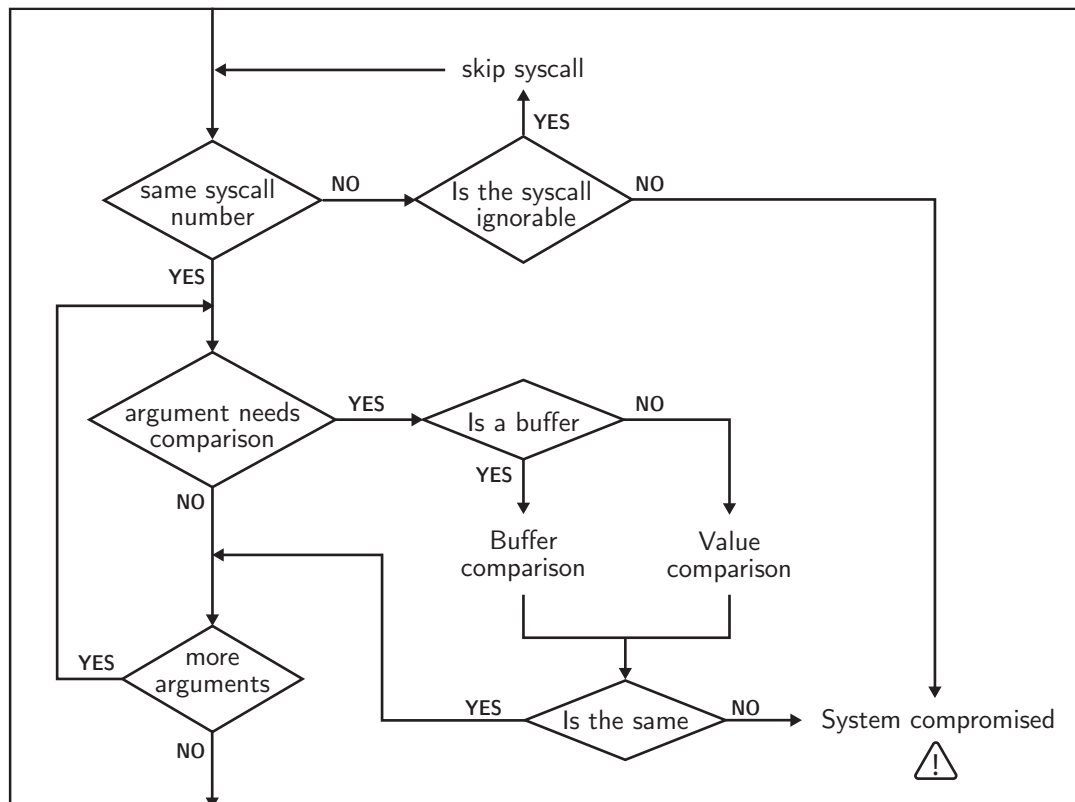 skip syscall
YES
same syscall
number
NO
Is the syscall
ignorable
NO
YES
argument needs
comparison
YES
Is a buffer
NO
YES
NO
Buffer
comparison
Value
comparison
YES
more
arguments
YES
Is the same
NO
System compromised
!
NO